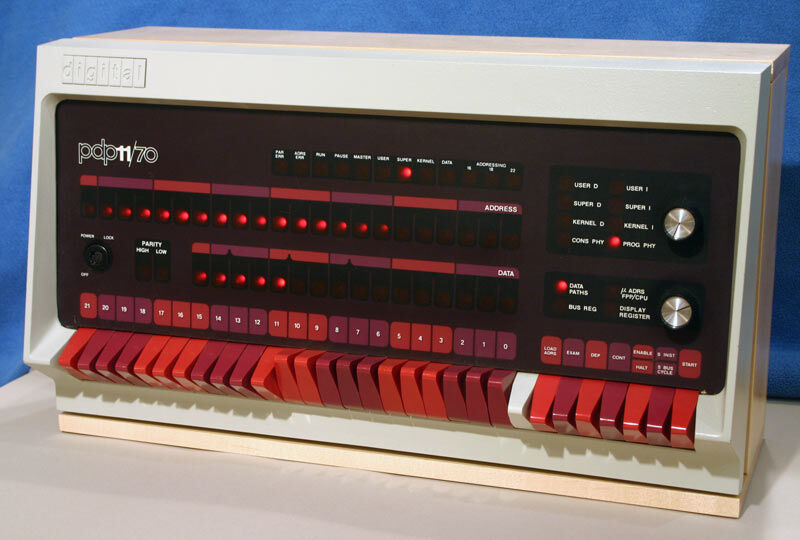 digital
pdp11/70
PAR ERR
ADRS ERR
RUN
PAUSE
MASTER
USER
SUPER
KERNEL
DATA
ADDRESSING
16 18 22
ADDRESS
USER D
USER I
SUPER D
SUPER I
KERNEL D
KERNEL I
CONS PHY
PROG PHY
POWER
LOCK
OFF
PARITY
HIGH LOW
DATA
DATA PATHS
μ ADRS FPP/CPU
BUS REG
DISPLAY REGISTER
21 20 19 18 17 16 15 14 13 12 11 10 9 8 7 6 5 4 3 2 1 0
LOAD ADRS
EXAM
DEP
CONT
ENABLE
HALT
S INST
S BUS CYCLE
START